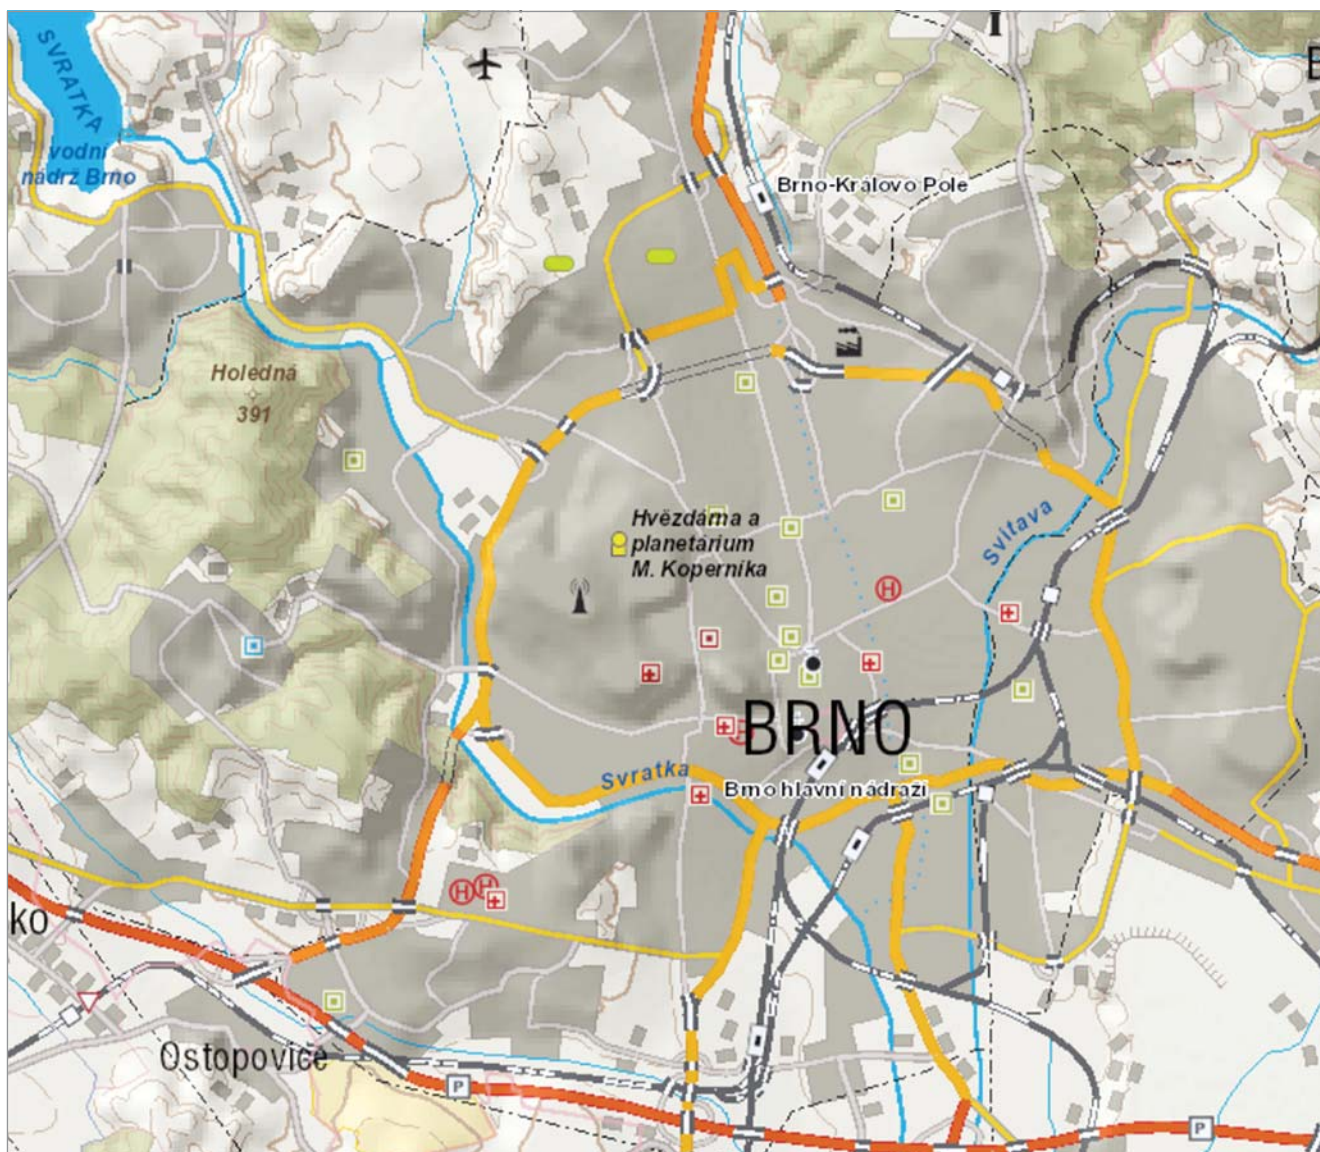 SVRATKA
vodní
nádrž Brno
Brno-Královo Pole
Holedná
391
Hvězdárna a
planetárium
M. Koperníka
Svitava
H
BRNO
Svratka
Brno hlavní nádraží
H
H
ko
Ostopovice
P
P